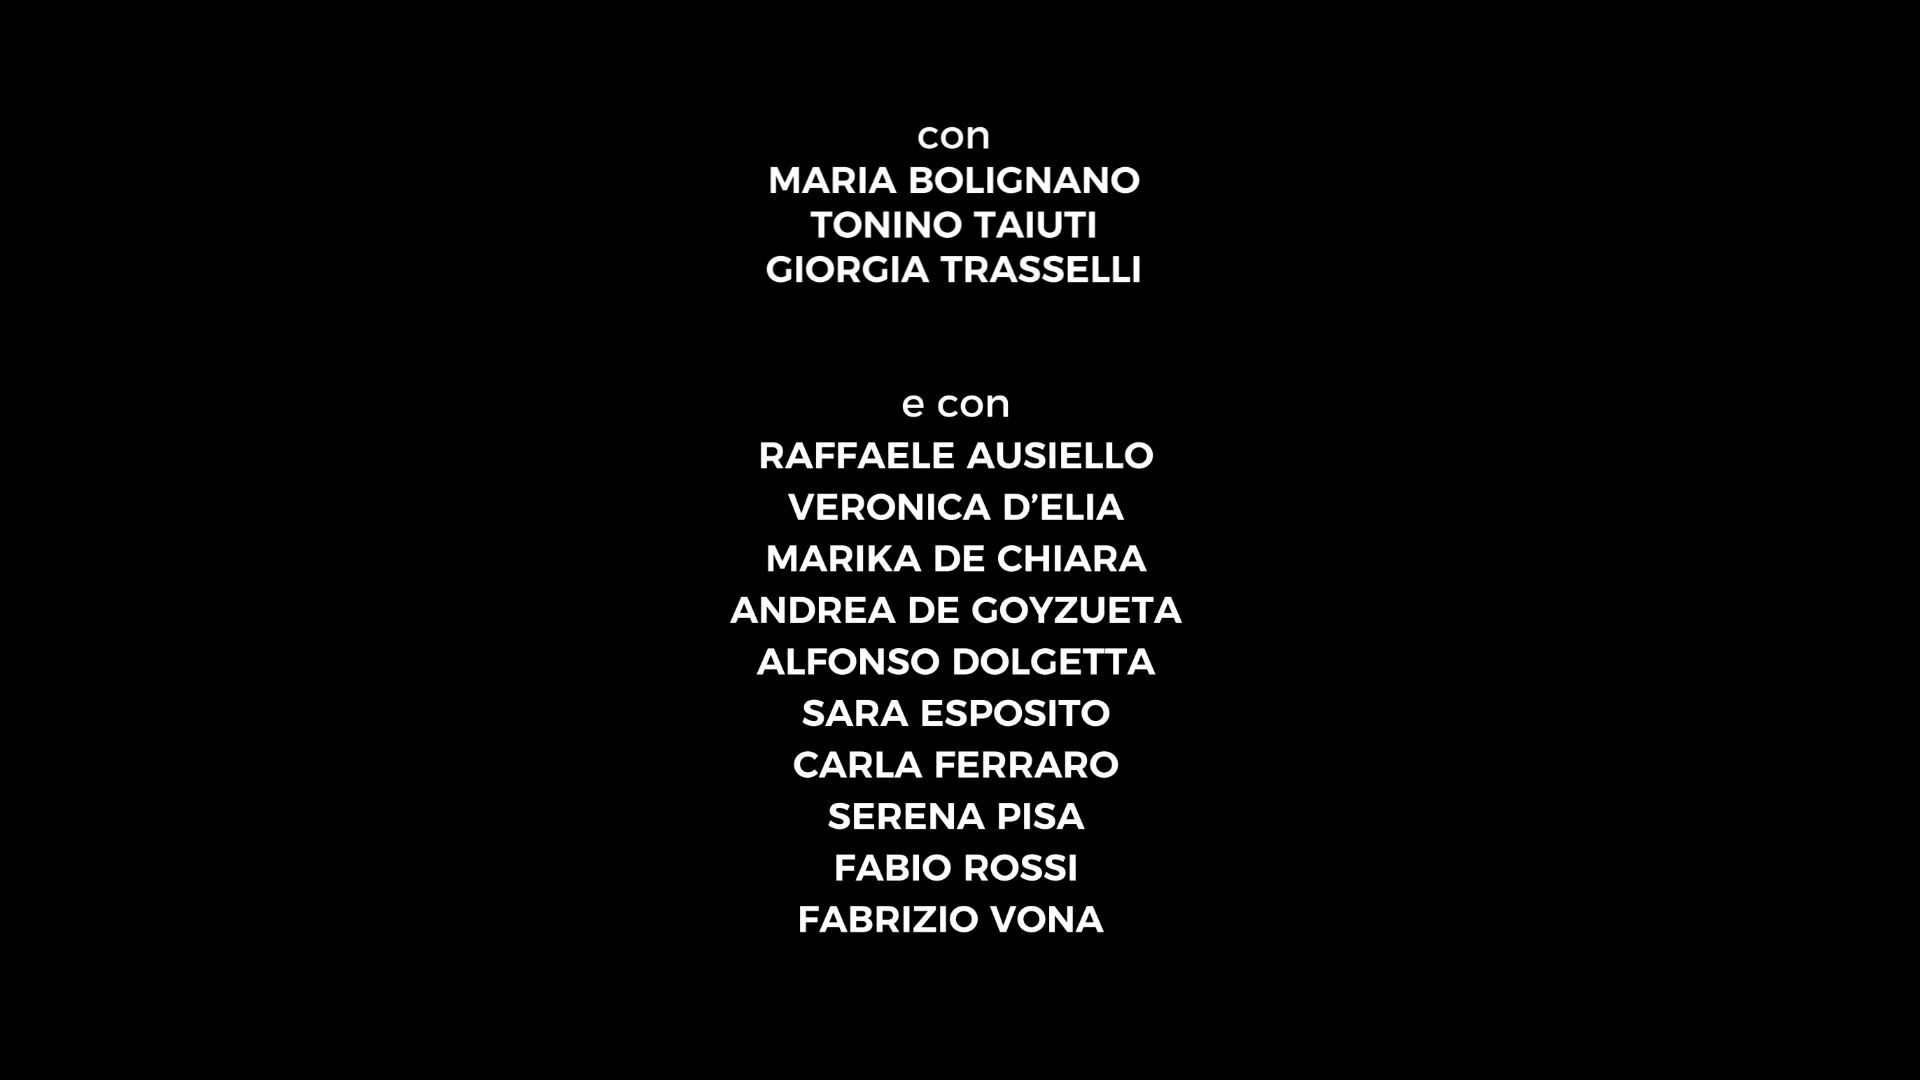 con
MARIA BOLIGNANO
TONINO TAIUTI
GIORGIA TRASSELLI
e con
RAFFAELE AUSIELLO
VERONICA D’ELIA
MARIKA DE CHIARA
ANDREA DE GOYZUETA
ALFONSO DOLGETTA
SARA ESPOSITO
CARLA FERRARO
SERENA PISA
FABIO ROSSI
FABRIZIO VONA